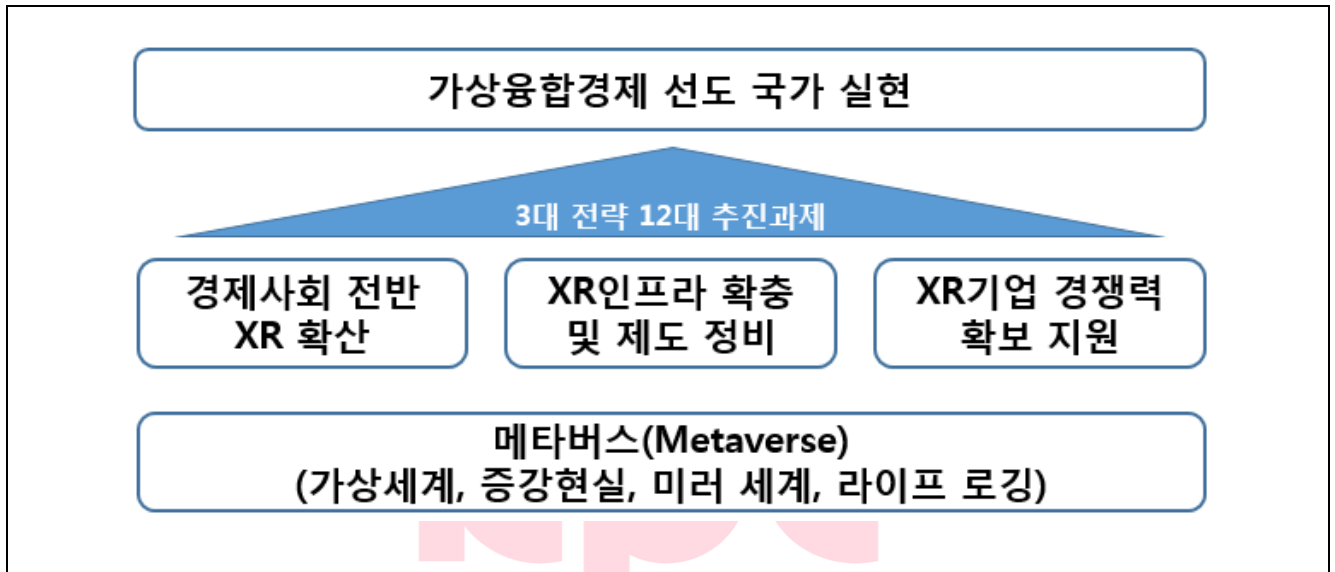 가상융합경제 선도 국가 실현
3대 전략 12대 추진과제
경제사회 전반
XR 확산
XR인프라 확충
및 제도 정비
XR기업 경쟁력
확보 지원
메타버스(Metaverse)
(가상세계, 증강현실, 미러 세계, 라이프 로깅)